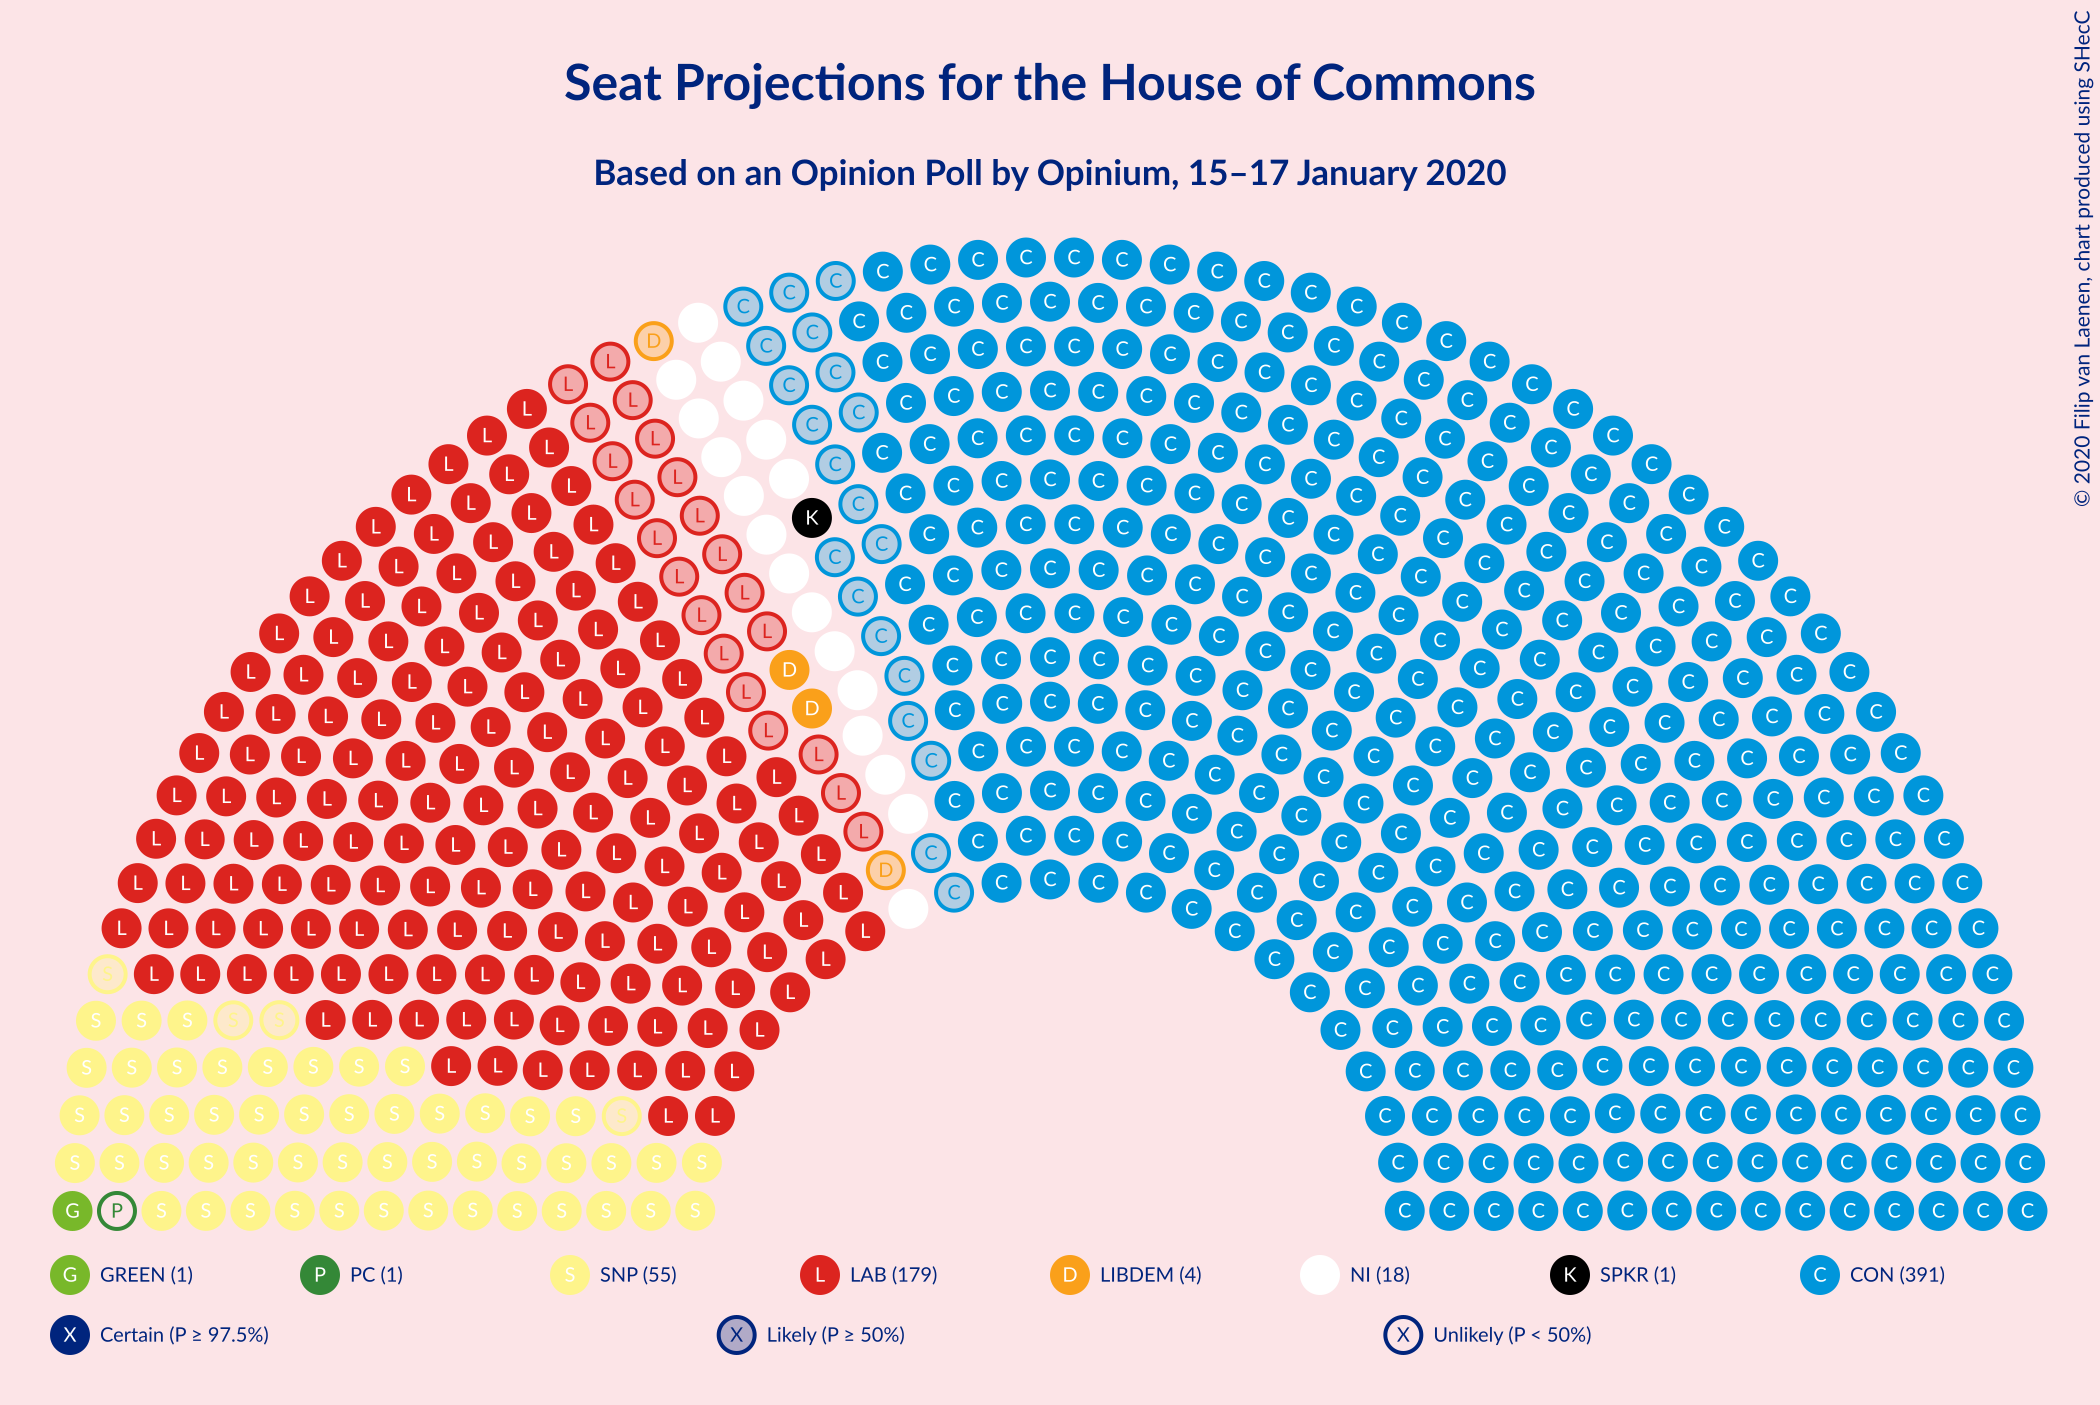 Seat Projections for the House of Commons
Based on an Opinion Poll by Opinium, 15–17 January 2020
© 2020 Filip van Laenen, chart produced using SHecC
G GREEN (1)
P PC (1)
S SNP (55)
L LAB (179)
D LIBDEM (4)
NI (18)
K SPKR (1)
C CON (391)
X Certain (P ≥ 97.5%)
X Likely (P ≥ 50%)
X Unlikely (P < 50%)